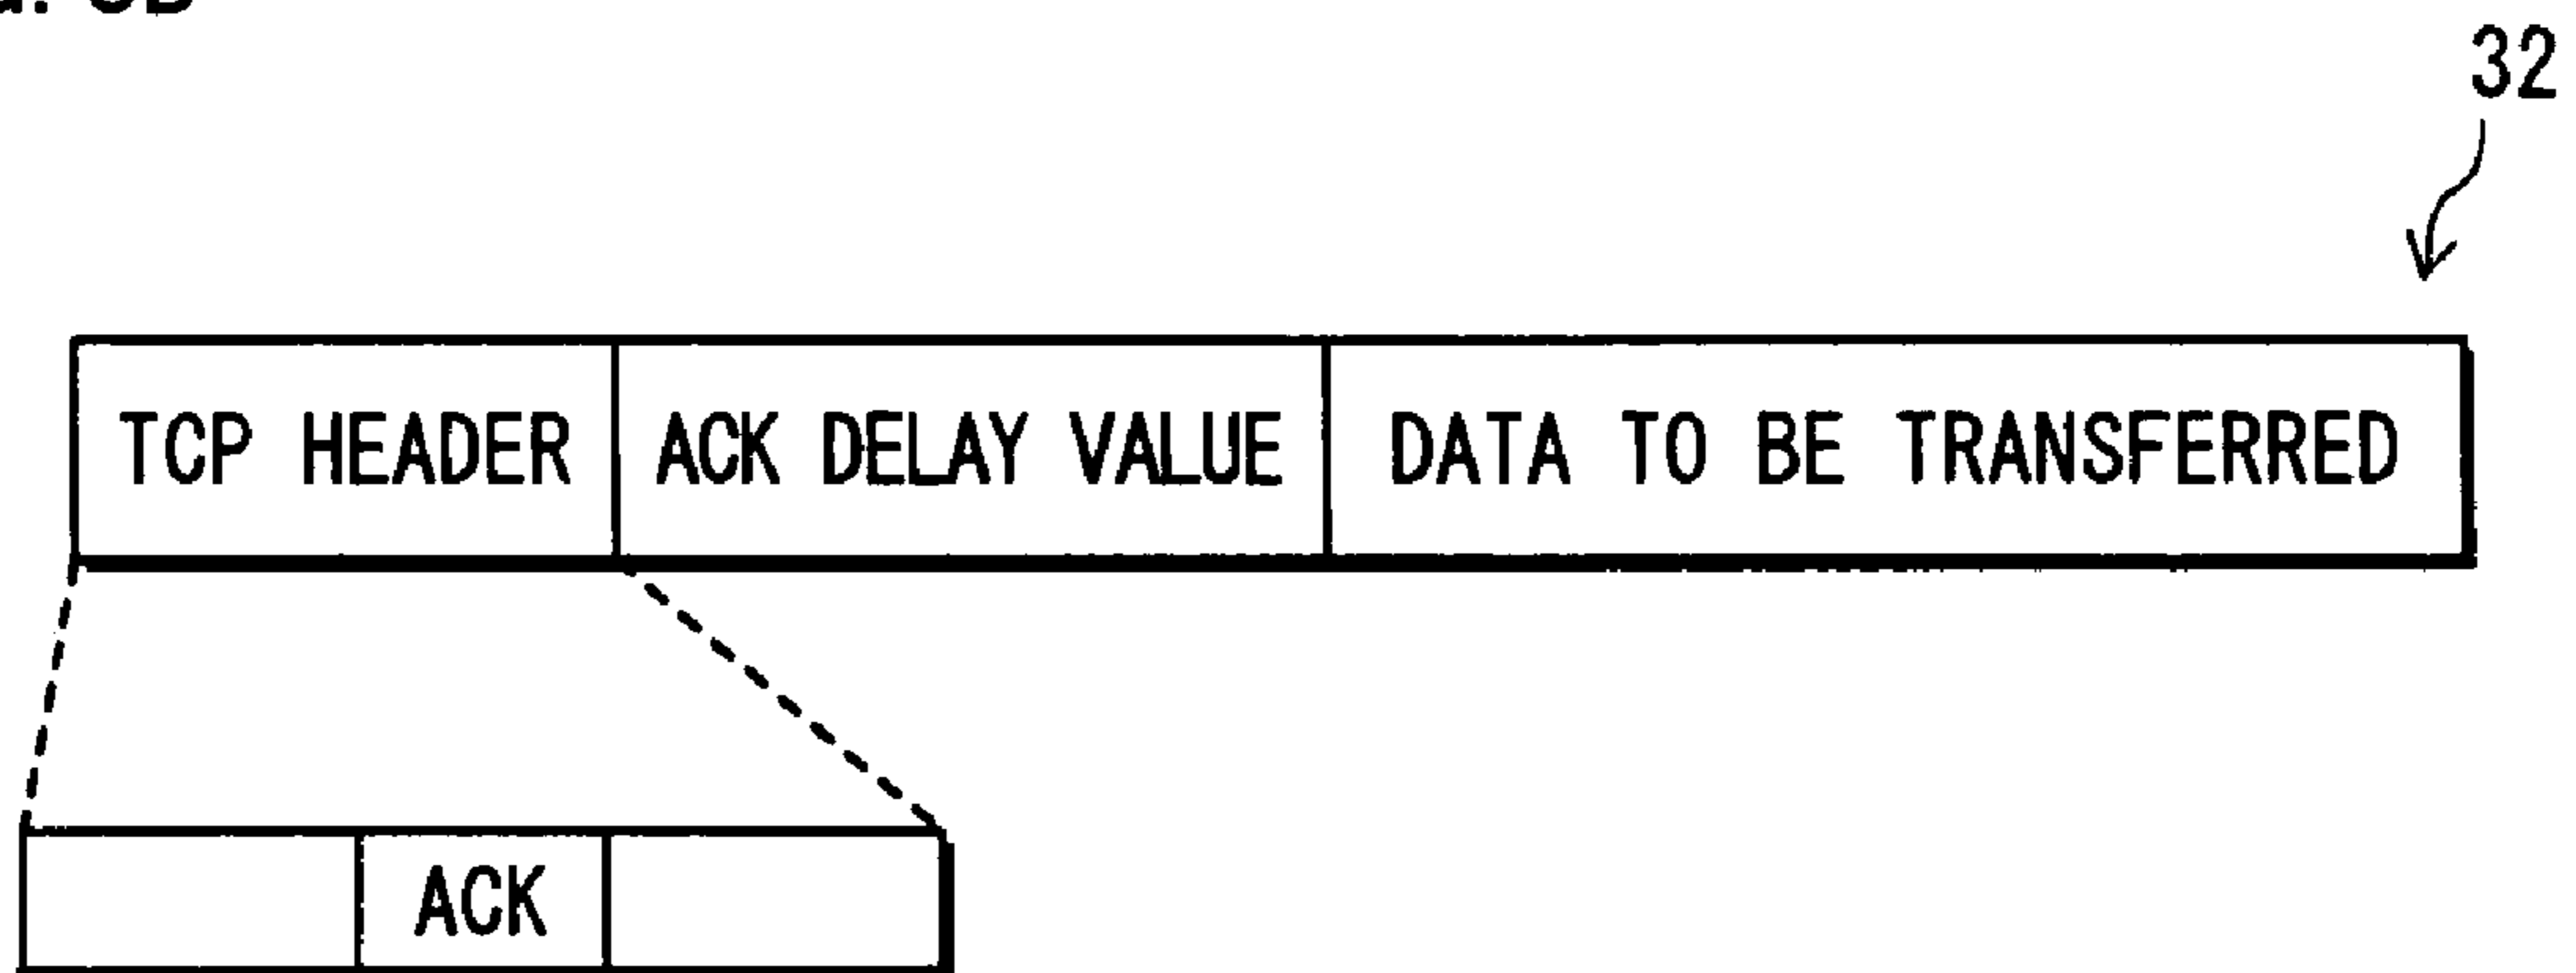 32
TCP HEADER ACK DELAY VALUE DATA TO BE TRANSFERRED
ACK